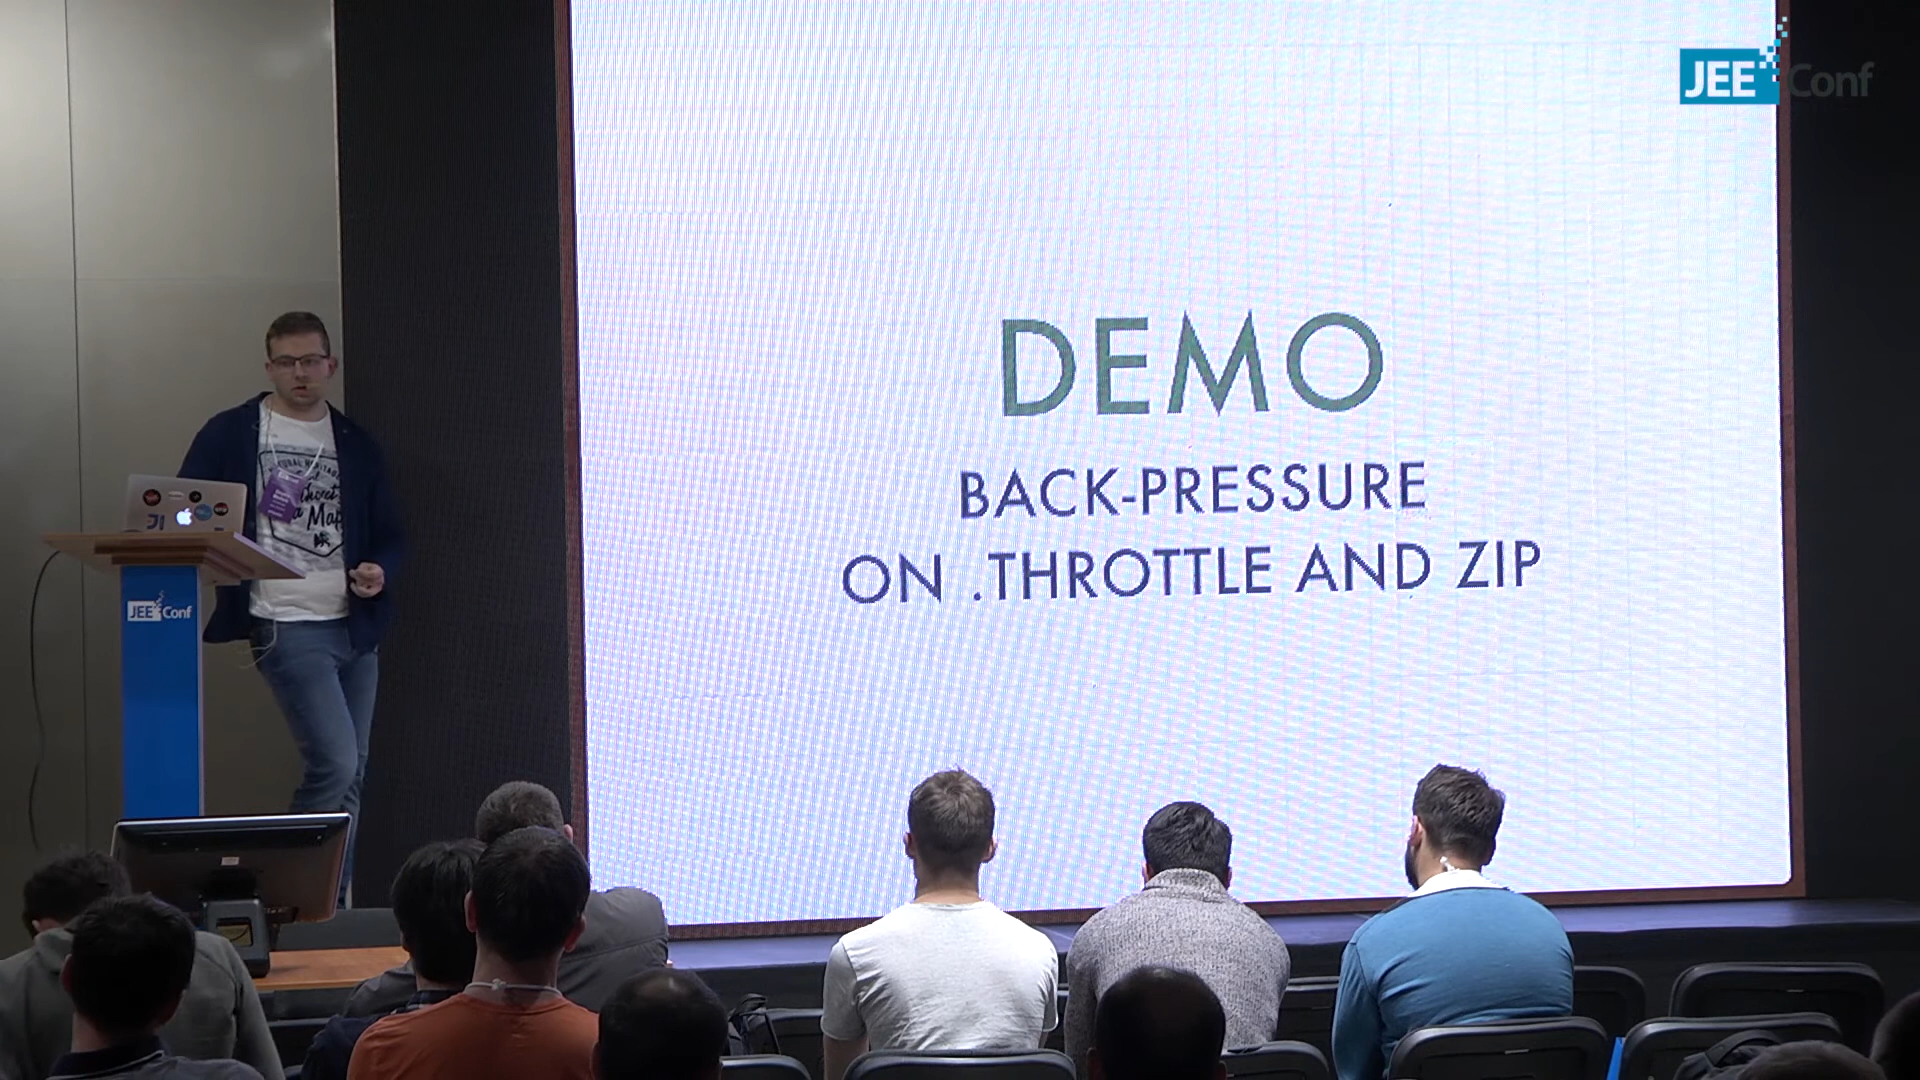 JEE Conf
DEMO
BACK-PRESSURE
ON .THROTTLE AND ZIP
JEE Conf